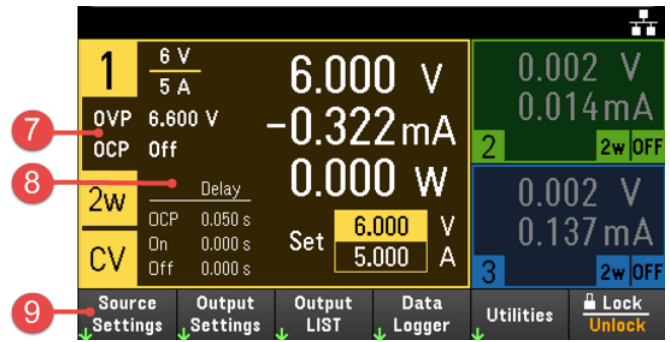 1 6 V 6.000 V 0.002 V
5 A 0.014 mA
7 OVP 6.600 V -0.322 mA
OCP Off 2 2w OFF
8 Delay 0.000 W 0.002 V
2w OCP 0.050 s 0.137 mA
On 0.000 s Set 6.000 V
CV Off 0.000 s 5.000 A 3 2w OFF
9 Source Output Output Data Utilities Lock
Settings Settings LIST Logger Unlock